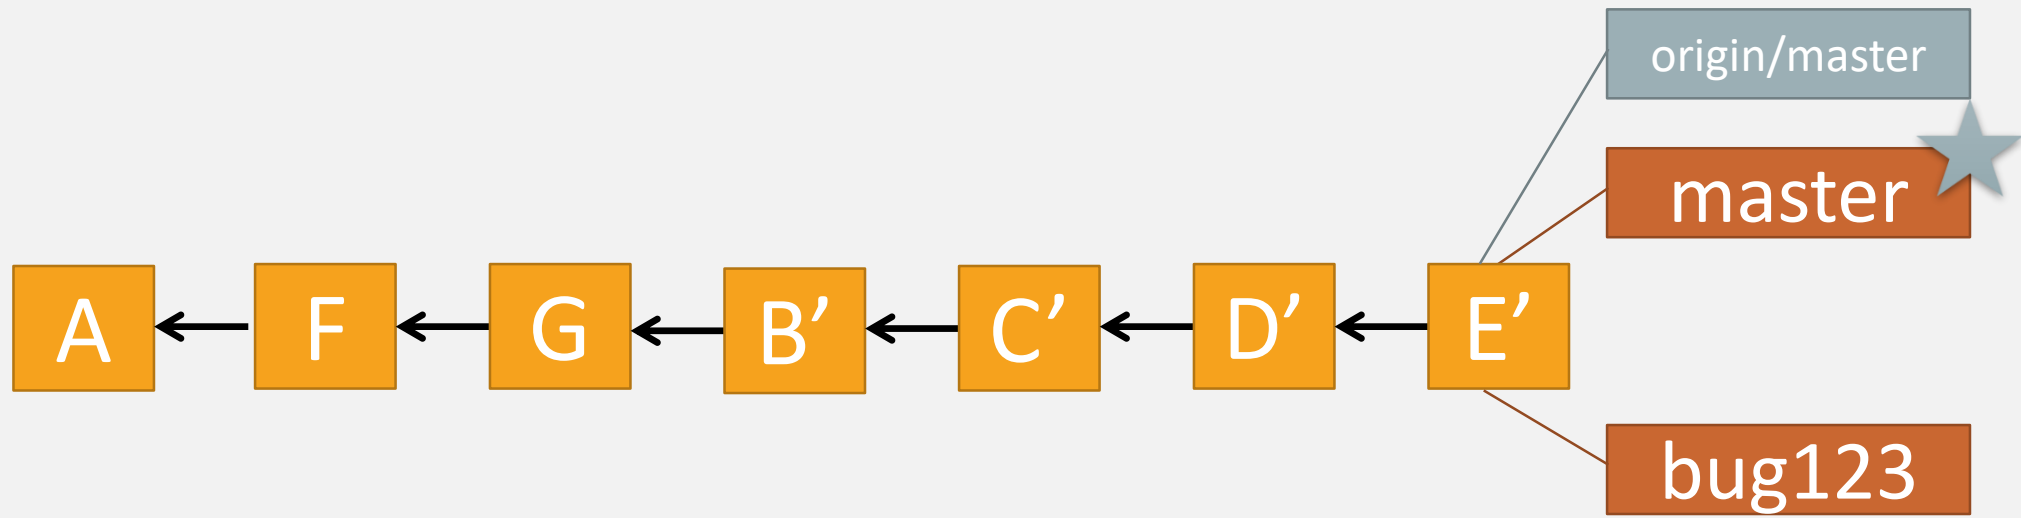 origin/master
master
A F G B’ C’ D’ E’
bug123